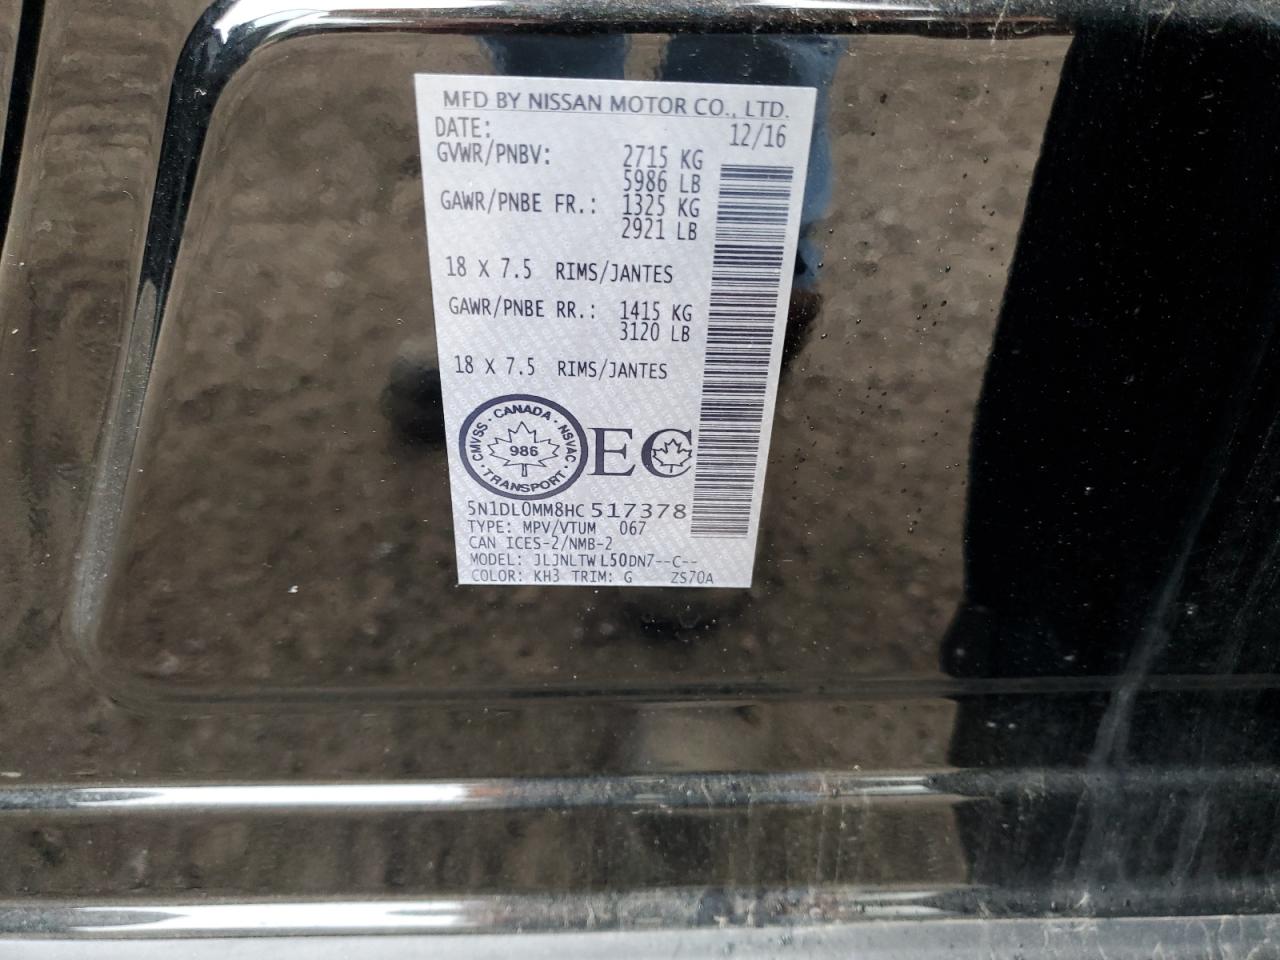 MFD BY NISSAN MOTOR CO., LTD.
DATE: 12/16
GVWR/PNBV: 2715 KG
5986 LB
GAWR/PNBE FR.: 1325 KG
2921 LB
18 X 7.5 RIMS/JANTES
GAWR/PNBE RR.: 1415 KG
3120 LB
18 X 7.5 RIMS/JANTES
CMVSS · CANADA · NSVAC
986
· TRANSPORT ·
EC
5N1DL0MM8HC517378
TYPE: MPV/VTUM 067
CAN ICES-2/NMB-2
MODEL: JLJNLTWL50DN7--C--
COLOR: KH3 TRIM: G ZS70A